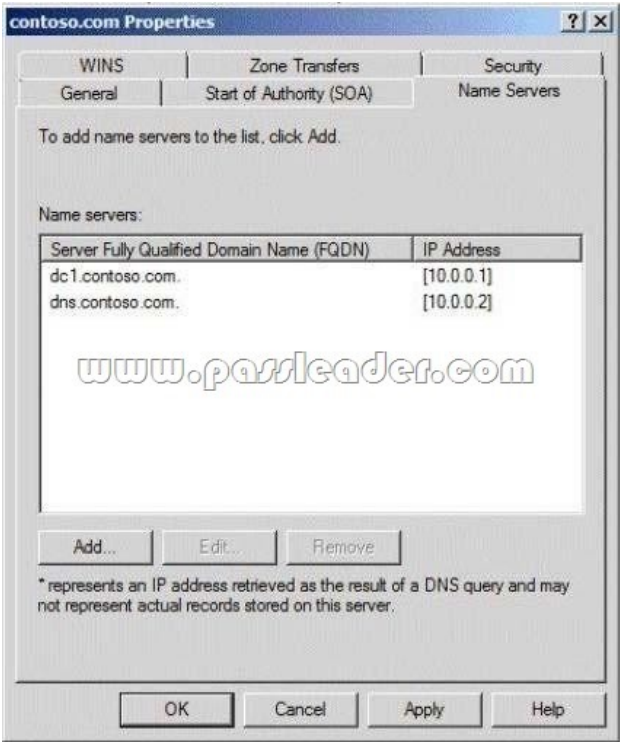 contoso.com Properties
? X
WINS Zone Transfers Security
General Start of Authority (SOA) Name Servers
To add name servers to the list, click Add.
Name servers:
Server Fully Qualified Domain Name (FQDN) IP Address
dc1.contoso.com. [10.0.0.1]
dns.contoso.com. [10.0.0.2]
www.passleader.com
Add... Edit... Remove
* represents an IP address retrieved as the result of a DNS query and may
not represent actual records stored on this server.
OK Cancel Apply Help